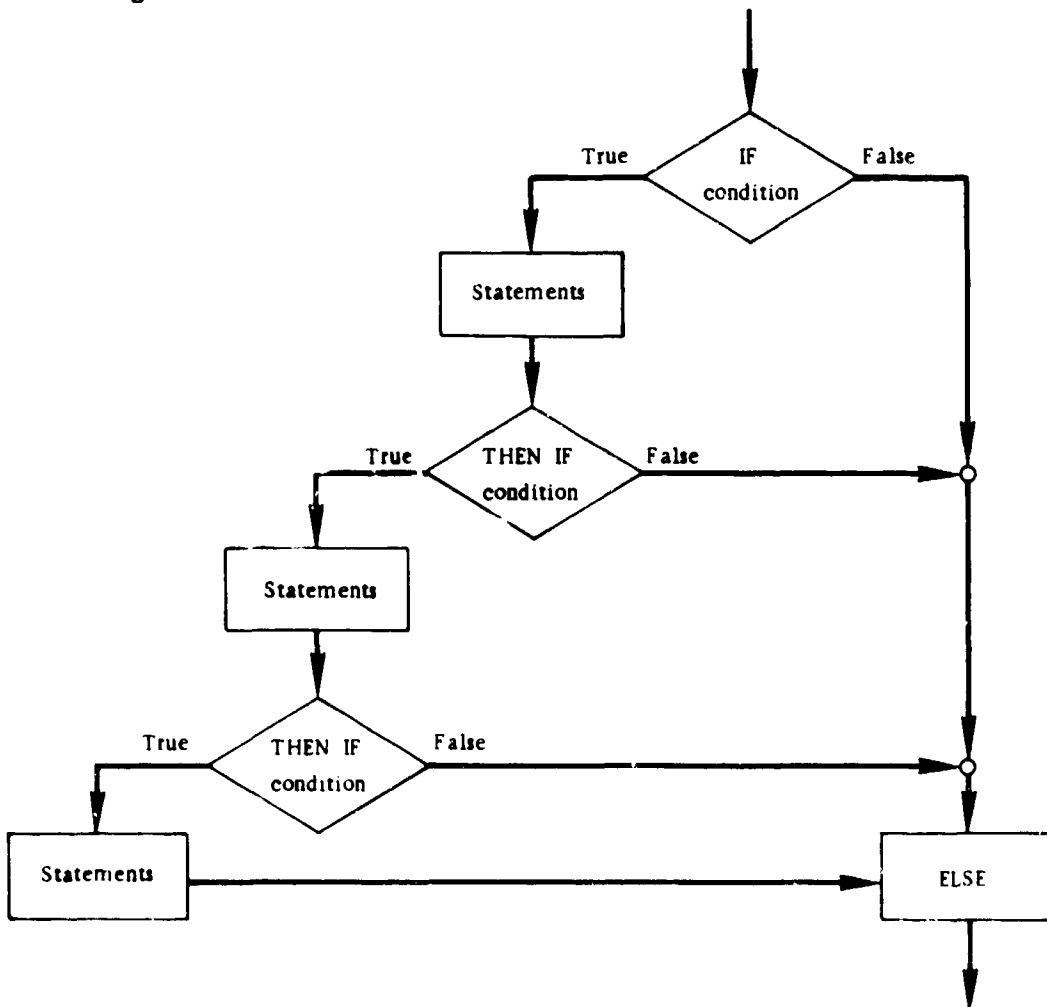 True
IF
False
condition
Statements
True
THEN IF
False
condition
Statements
True
THEN IF
False
condition
Statements
ELSE